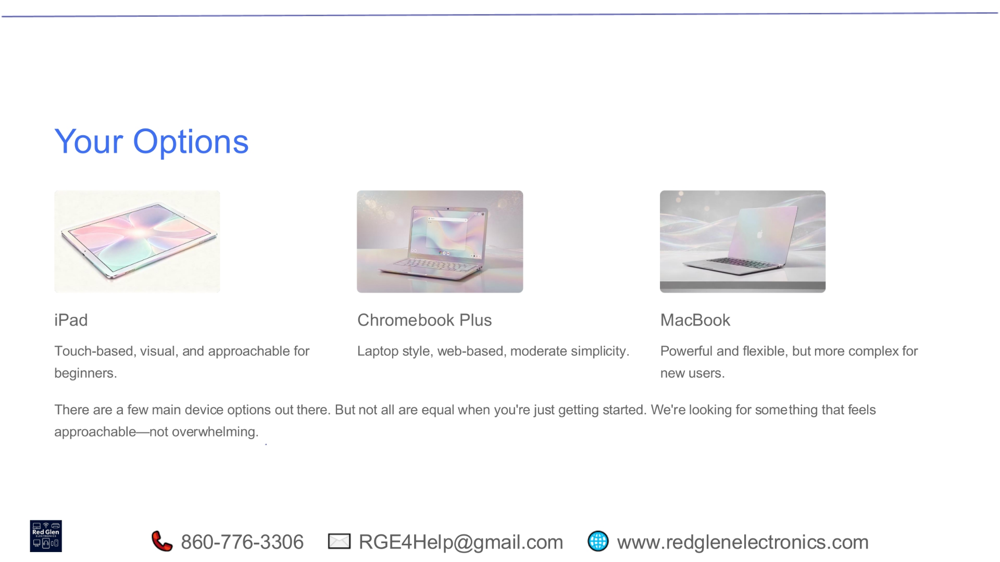 Your Options
iPad
Touch-based, visual, and approachable for
beginners.
Chromebook Plus
Laptop style, web-based, moderate simplicity.
MacBook
Powerful and flexible, but more complex for
new users.
There are a few main device options out there. But not all are equal when you're just getting started. We're looking for something that feels
approachable—not overwhelming.
.
Red Glen
ELECTRONICS
860-776-3306
RGE4Help@gmail.com
www.redglenelectronics.com